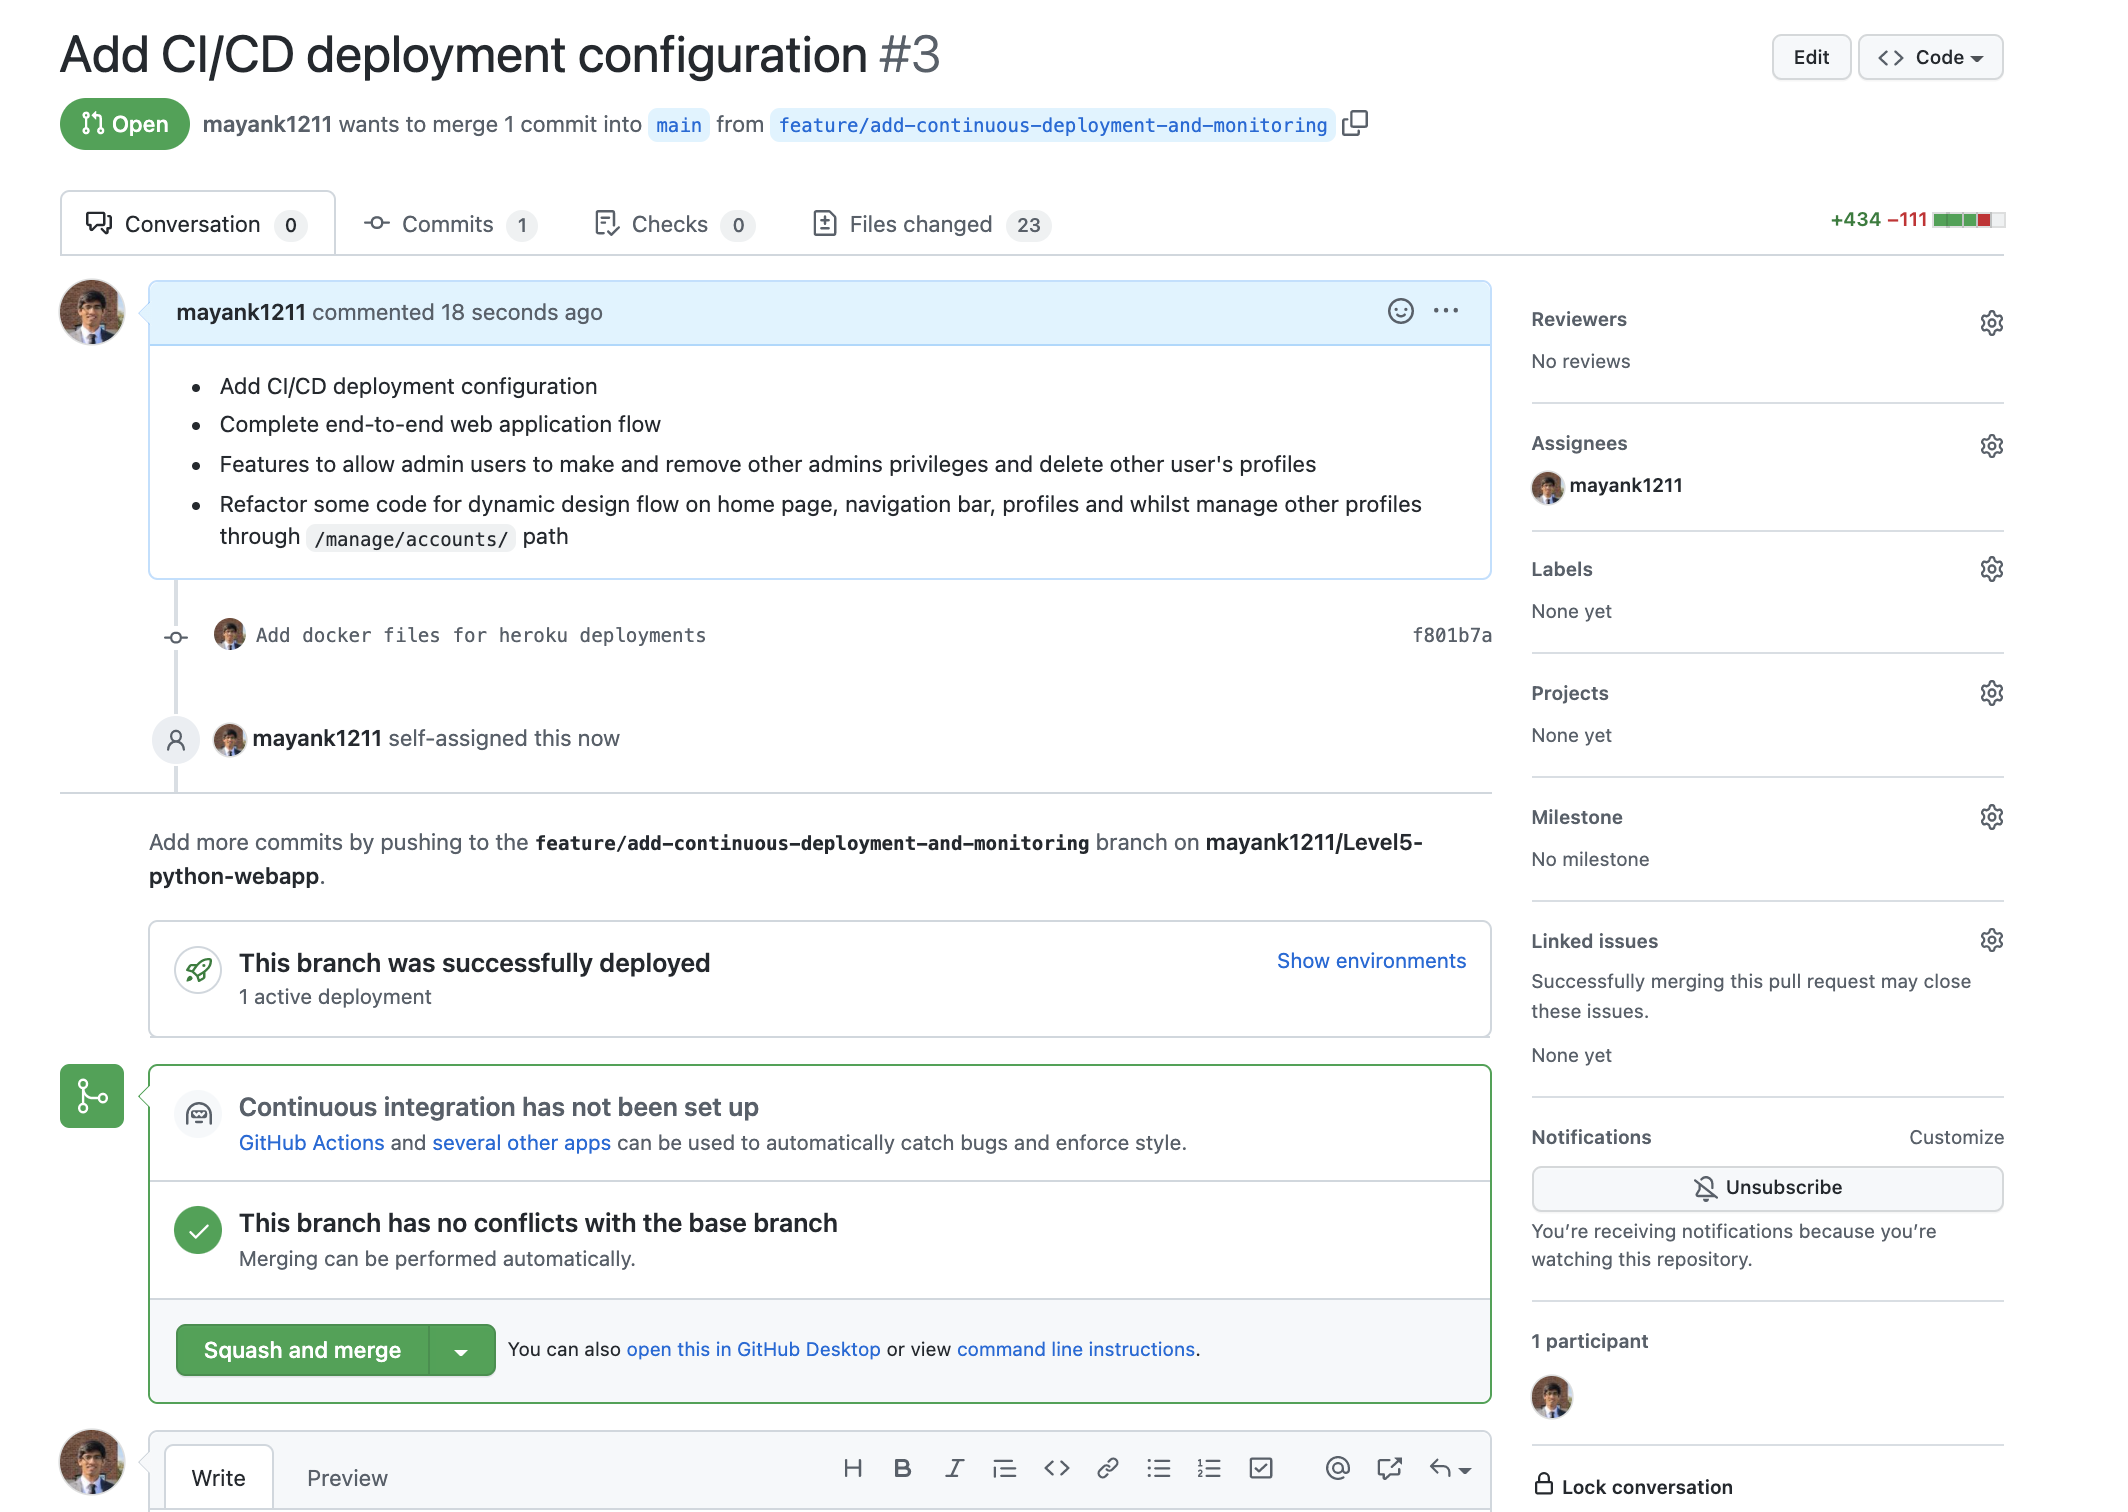 Add CI/CD deployment configuration #3
Edit
Code
Open
mayank1211 wants to merge 1 commit into main from feature/add-continuous-deployment-and-monitoring
Conversation 0
Commits 1
Checks 0
Files changed 23
+434 −111
mayank1211 commented 18 seconds ago
Add CI/CD deployment configuration
Complete end-to-end web application flow
Features to allow admin users to make and remove other admins privileges and delete other user's profiles
Refactor some code for dynamic design flow on home page, navigation bar, profiles and whilst manage other profiles
through /manage/accounts/ path
Add docker files for heroku deployments
f801b7a
mayank1211 self-assigned this now
Add more commits by pushing to the feature/add-continuous-deployment-and-monitoring branch on mayank1211/Level5-
python-webapp.
This branch was successfully deployed
1 active deployment
Show environments
Continuous integration has not been set up
GitHub Actions and several other apps can be used to automatically catch bugs and enforce style.
This branch has no conflicts with the base branch
Merging can be performed automatically.
Squash and merge
You can also open this in GitHub Desktop or view command line instructions.
Write
Preview
Reviewers
No reviews
Assignees
mayank1211
Labels
None yet
Projects
None yet
Milestone
No milestone
Linked issues
Successfully merging this pull request may close
these issues.
None yet
Notifications
Customize
Unsubscribe
You’re receiving notifications because you’re
watching this repository.
1 participant
Lock conversation